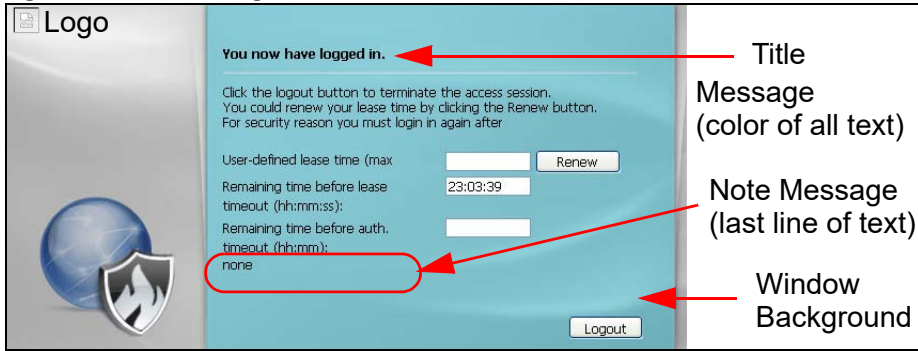 Logo
You now have logged in.
Title
Click the logout button to terminate the access session.
You could renew your lease time by clicking the Renew button.
For security reason you must login in again after
Message
(color of all text)
User-defined lease time (max
Renew
Remaining time before lease
timeout (hh:mm:ss):
23:03:39
Remaining time before auth.
timeout (hh:mm):
none
Note Message
(last line of text)
Window
Background
Logout